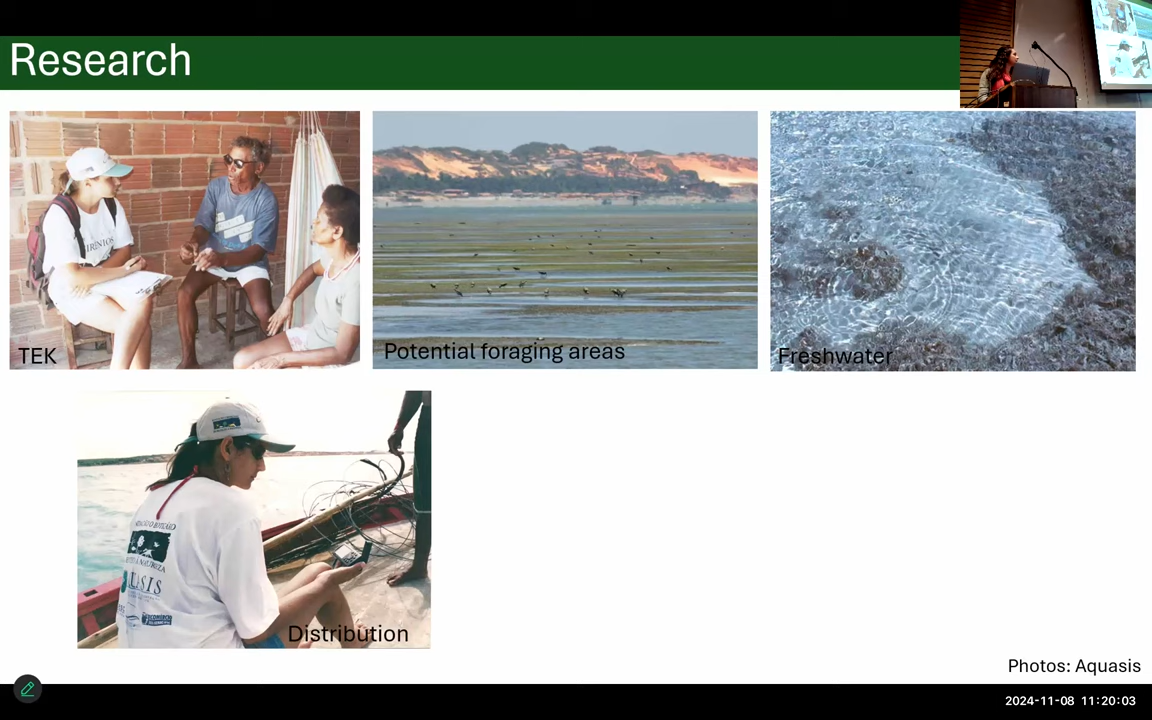 Research
TEK
Potential foraging areas
Freshwater
Distribution
Photos: Aquasis
2024-11-08 11:20:03